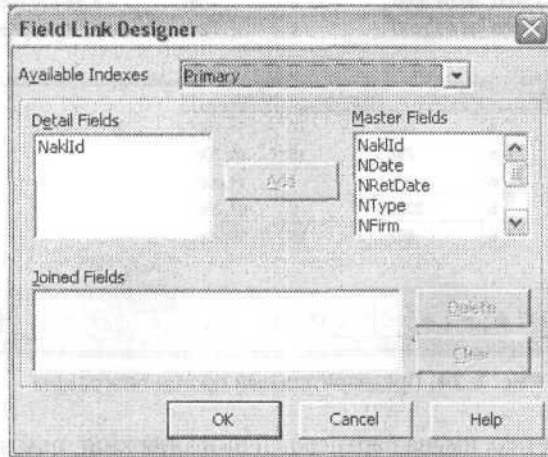 Field Link Designer
Available Indexes
Primary
Detail Fields
NaklId
Add
Master Fields
NaklId
NDate
NRetDate
NType
NFirm
Joined Fields
Delete
Clear
OK
Cancel
Help